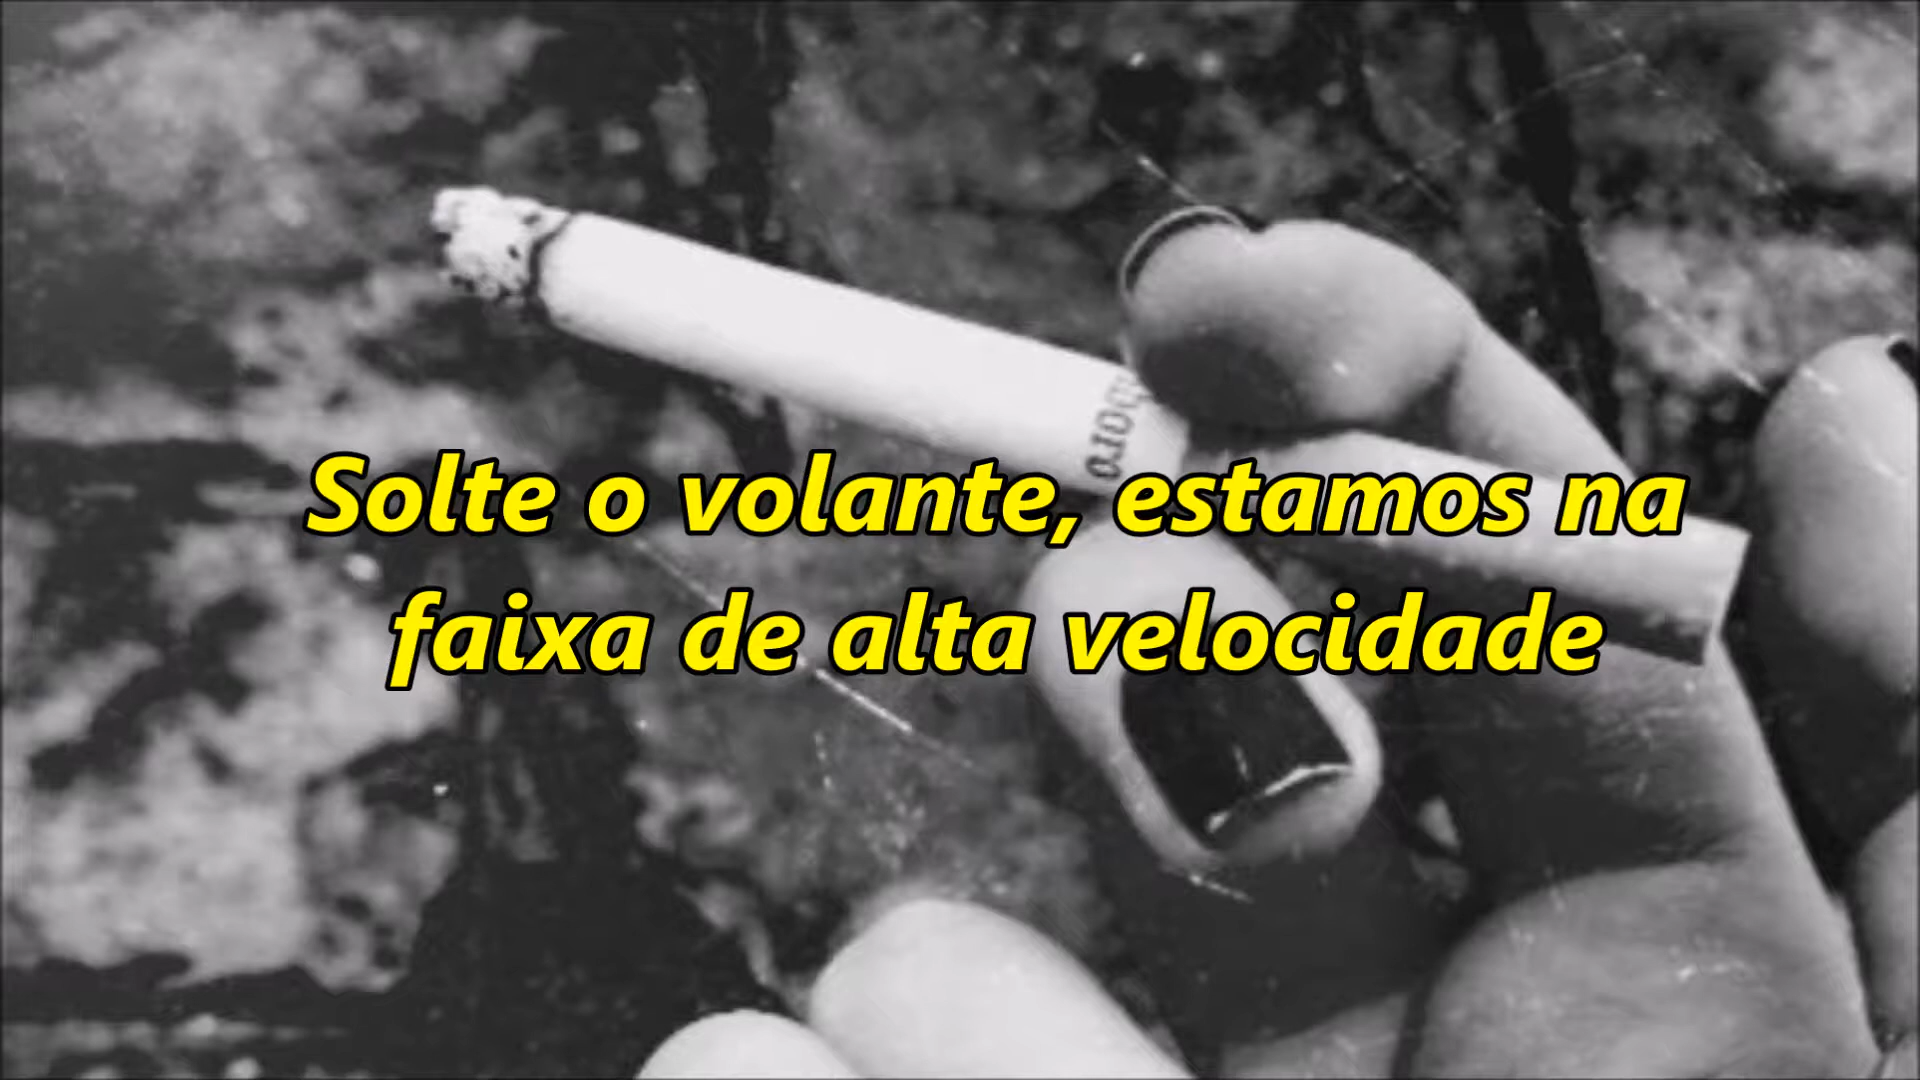 Solte o volante, estamos na
faixa de alta velocidade